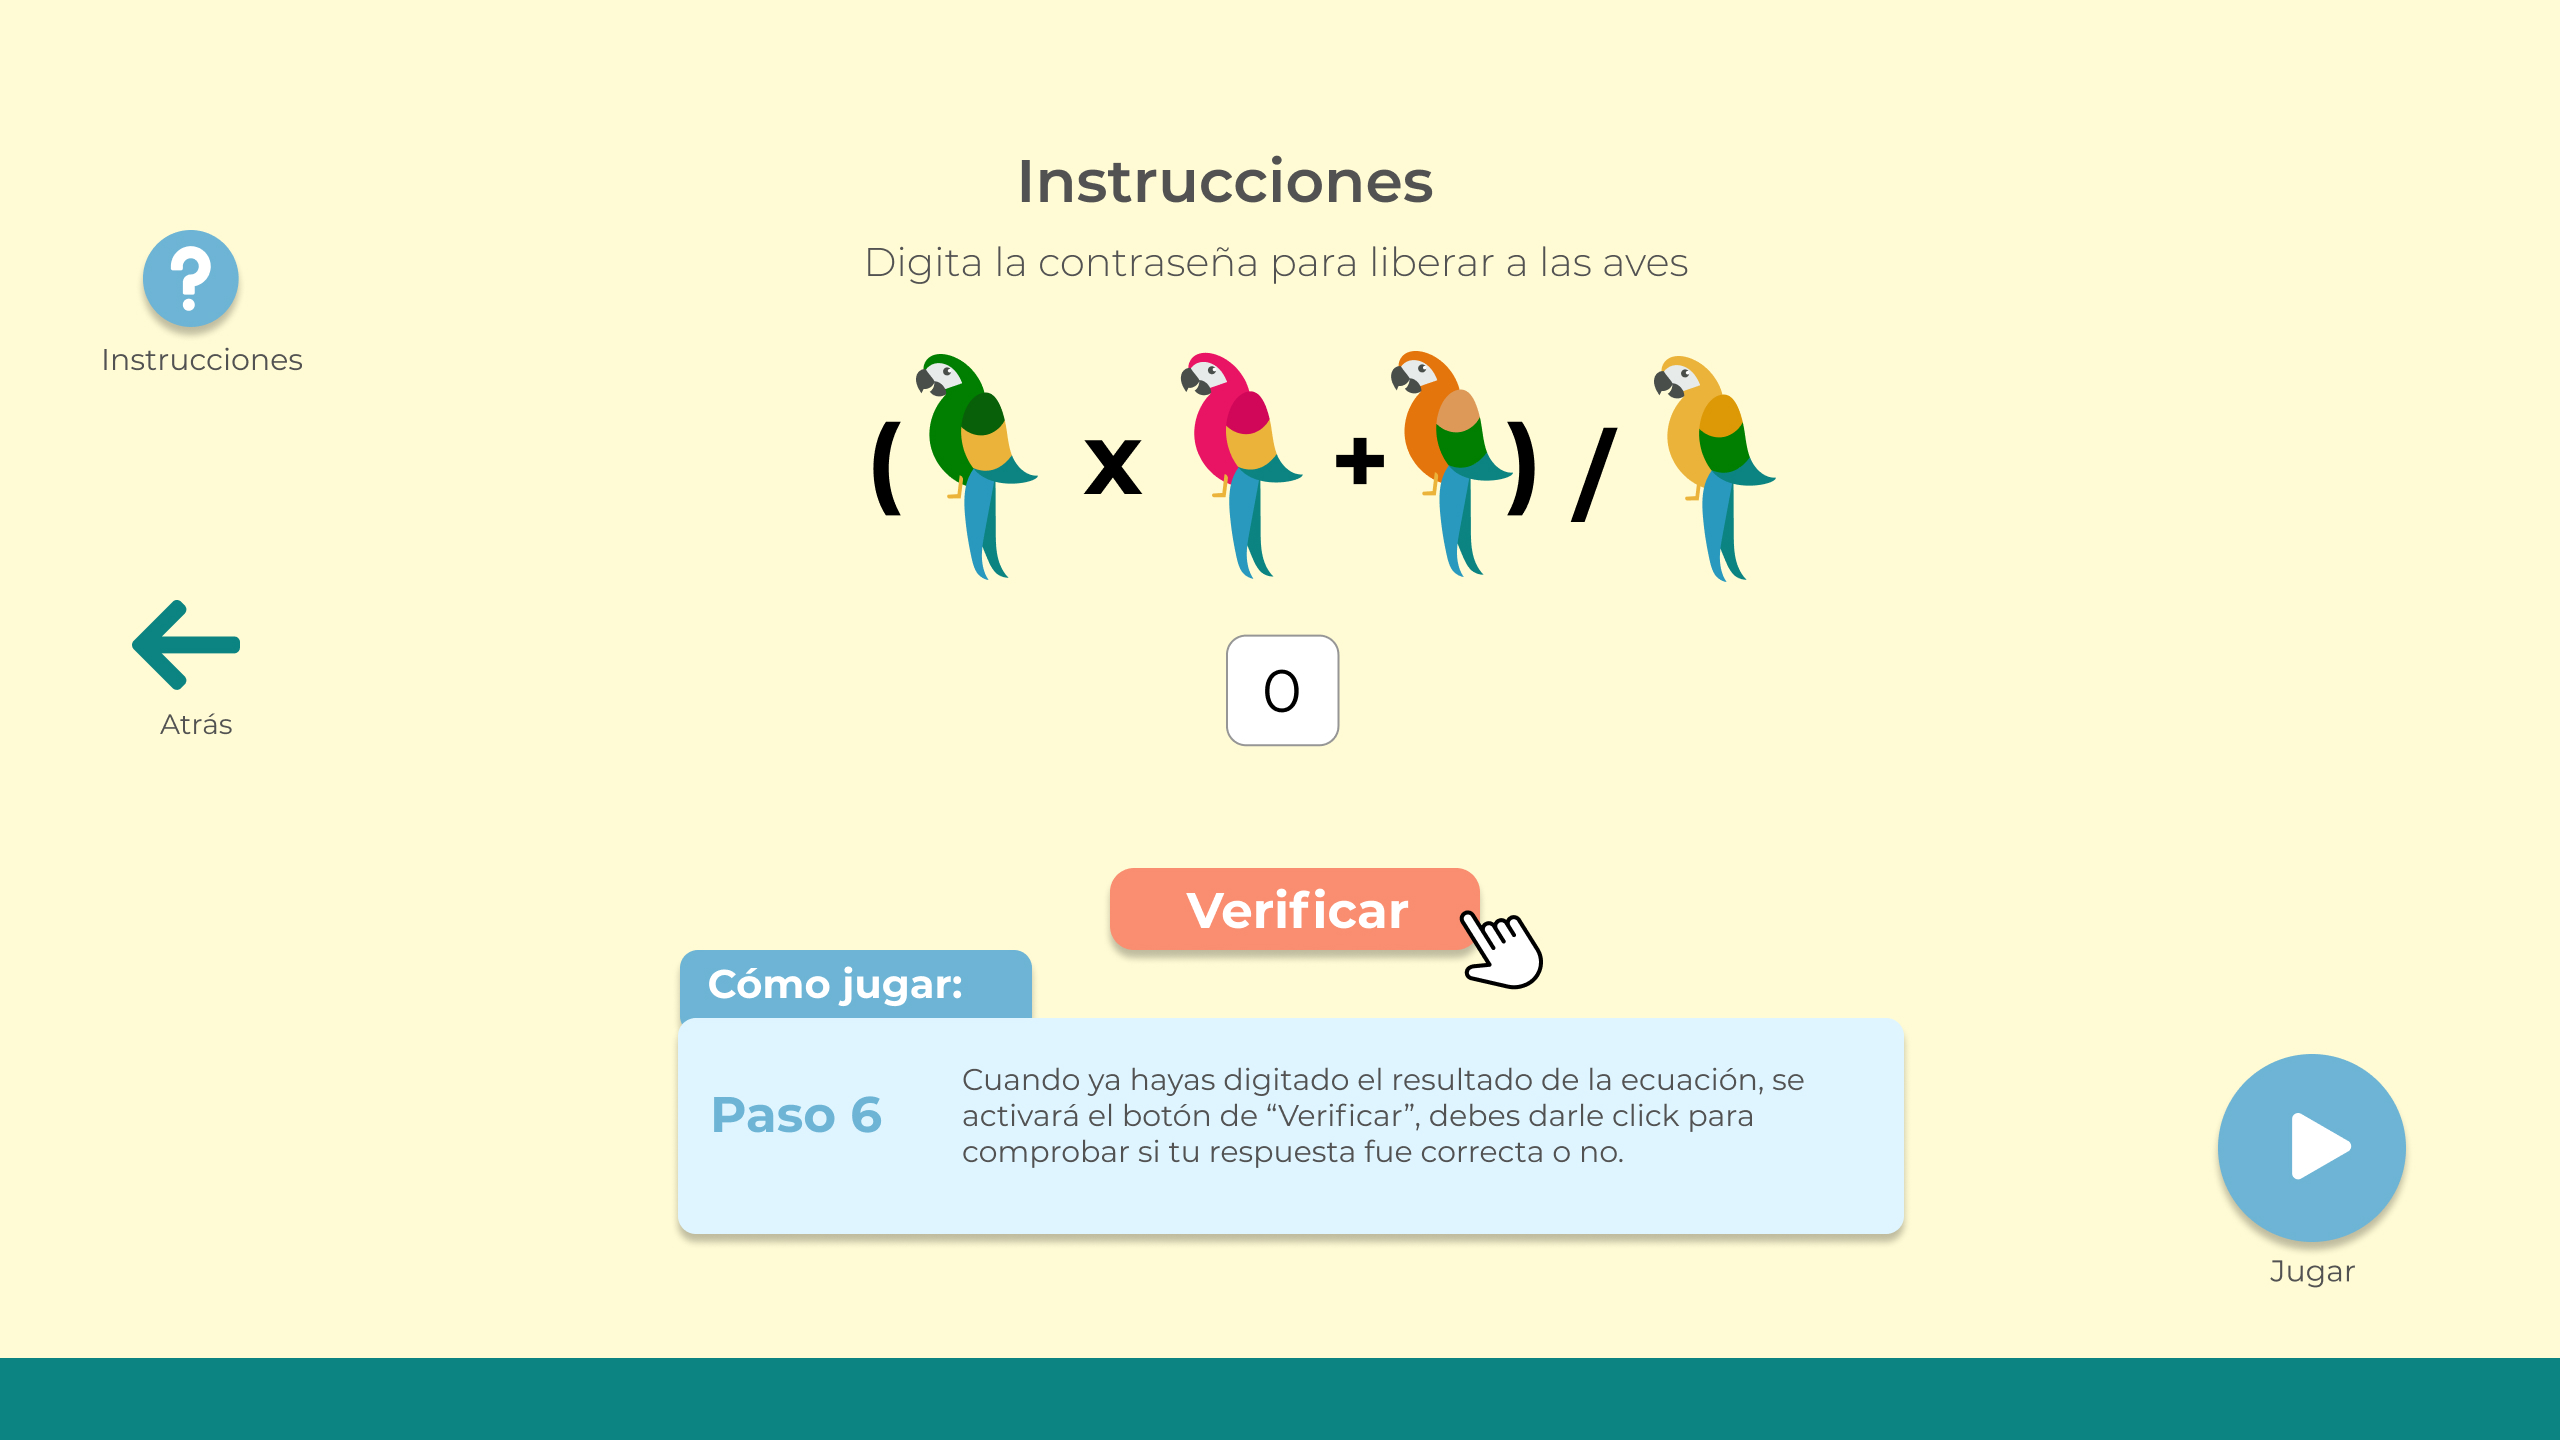 Instrucciones
Digita la contraseña para liberar a las aves
?
Instrucciones
( x + ) /
0
Atrás
Verificar
Cómo jugar:
Paso 6
Cuando ya hayas digitado el resultado de la ecuación, se
activará el botón de “Verificar”, debes darle click para
comprobar si tu respuesta fue correcta o no.
Jugar